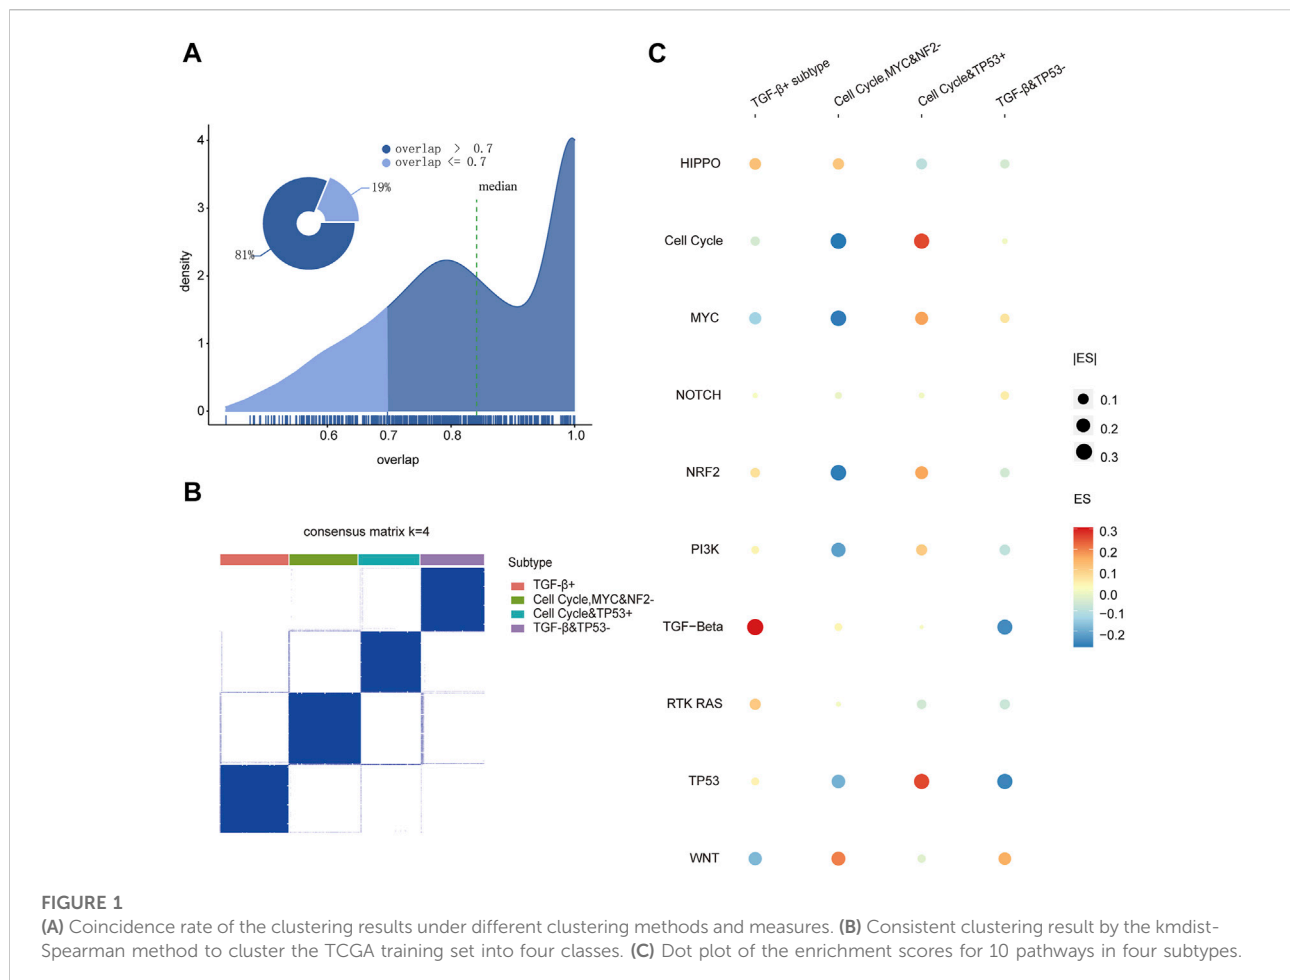 A
overlap > 0.7
overlap <= 0.7
19%
81%
median
density
4
3
2
1
0
0.6
0.7
0.8
1.0
overlap
B
consensus matrix k=4
Subtype
TGF-β+
Cell Cycle,MYC&NF2-
Cell Cycle&TP53+
TGF-β&TP53-
C
TGF-β+ subtype
Cell Cycle,MYC&NF2-
Cell Cycle&TP53+
TGF-β&TP53-
HIPPO
Cell Cycle
MYC
NOTCH
NRF2
PI3K
TGF−Beta
RTK RAS
TP53
WNT
|ES|
0.1
0.2
0.3
ES
0.3
0.2
0.1
0.0
−0.1
−0.2
FIGURE 1
(A) Coincidence rate of the clustering results under different clustering methods and measures. (B) Consistent clustering result by the kmdist-
Spearman method to cluster the TCGA training set into four classes. (C) Dot plot of the enrichment scores for 10 pathways in four subtypes.